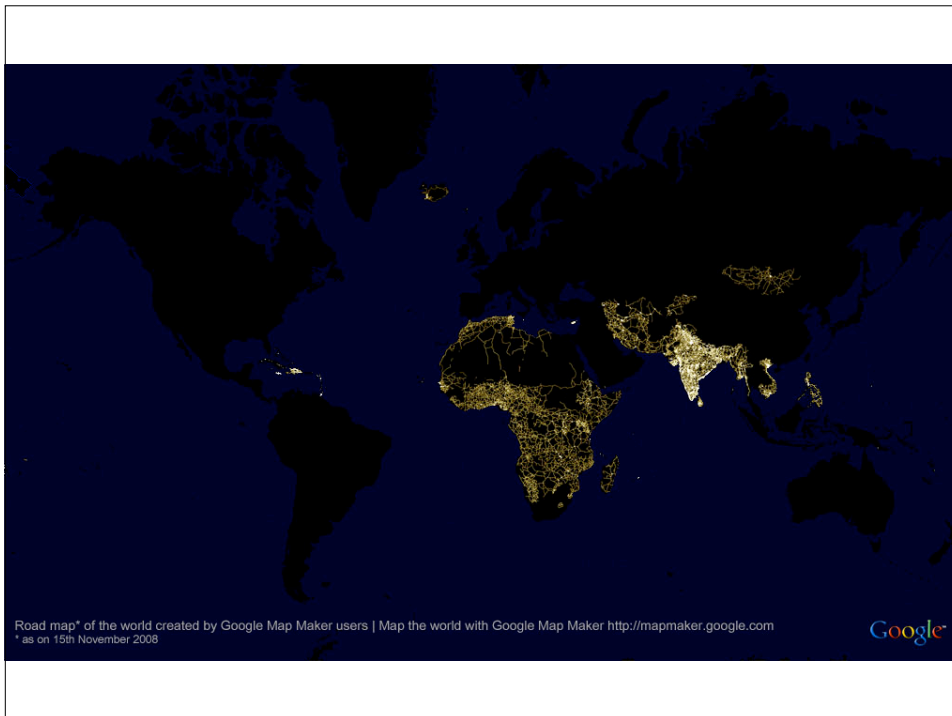 Road map* of the world created by Google Map Maker users | Map the world with Google Map Maker http://mapmaker.google.com
* as on 15th November 2008
Google